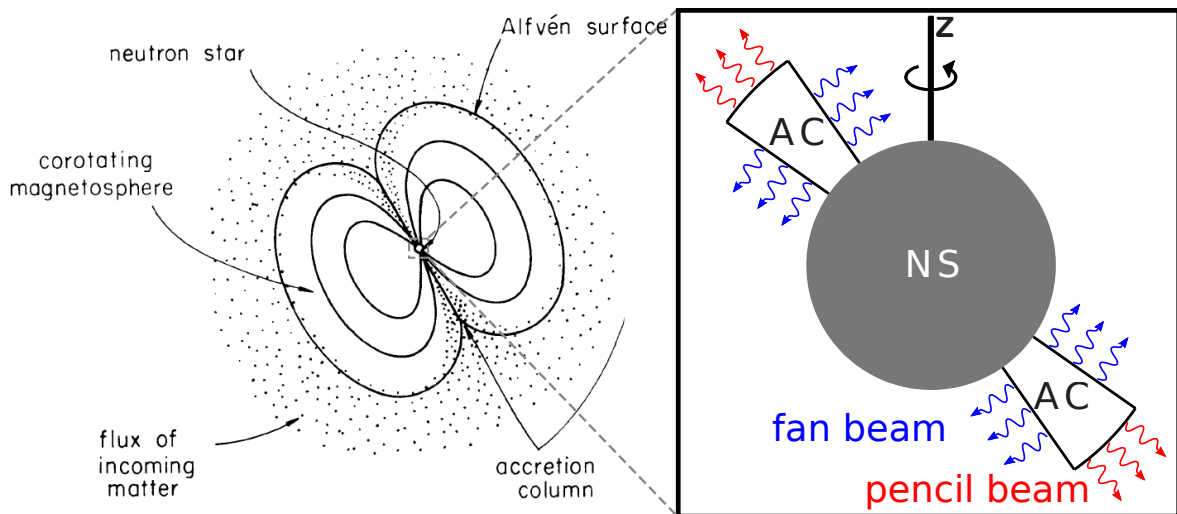 Alfvén surface
neutron star
corotating
magnetosphere
flux of
incoming
matter
accretion
column
z
AC
NS
AC
fan beam
pencil beam